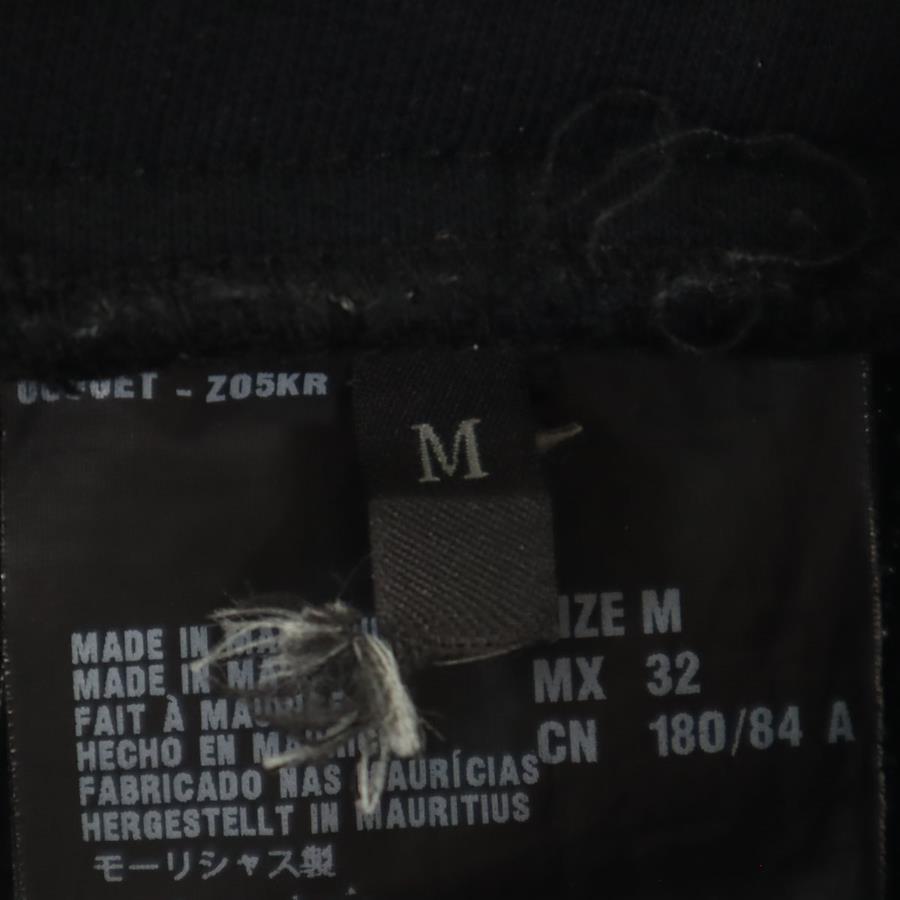 - Z05KR
M
SIZE M
MX 32
CN 180/84 A
MADE IN
MADE IN
FAIT À
HECHO EN
FABRICADO NAS MAURÍCIAS
HERGESTELLT IN MAURITIUS
モーリシャス製